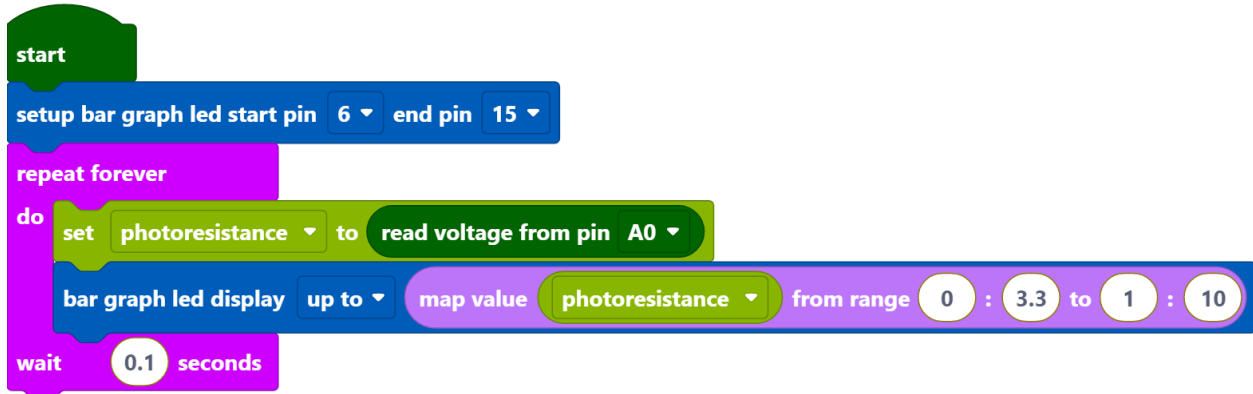 start
setup bar graph led start pin 6 end pin 15
repeat forever
do set photoresistance to read voltage from pin A0
bar graph led display up to map value photoresistance from range 0 : 3.3 to 1 : 10
wait 0.1 seconds